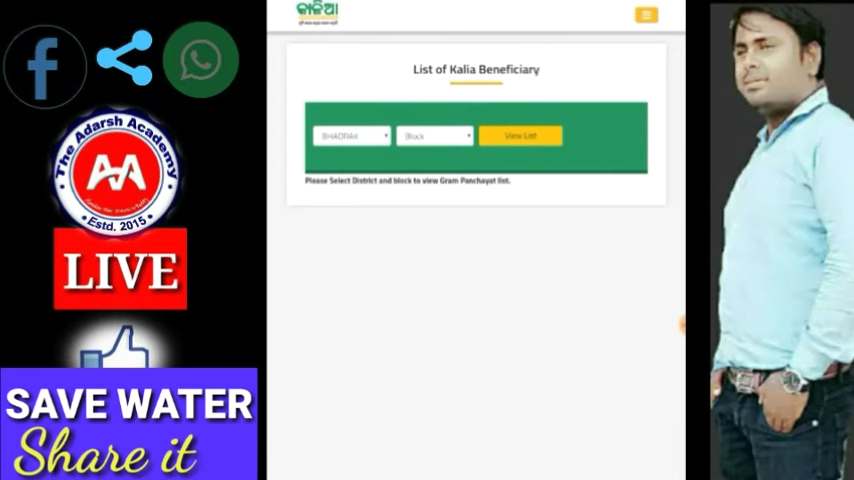 The Adarsh Academy
AA
Estd. 2015
LIVE
SAVE WATER
Share it
କାଳିଆ
List of Kalia Beneficiary
BHADRAK
Block
View List
Please Select District and block to view Gram Panchayat list.